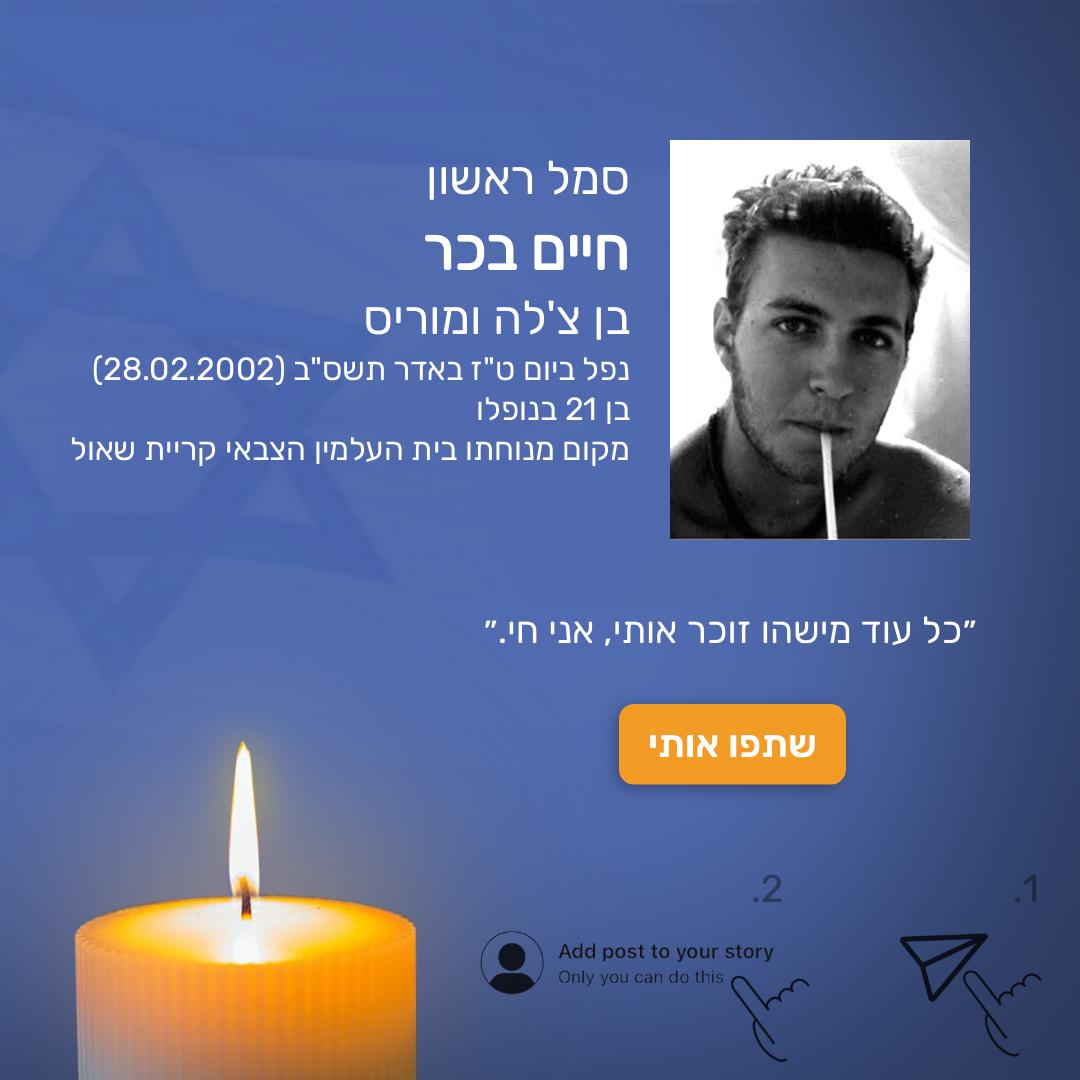 סמל ראשון
חיים בכר
בן צ'לה ומוריס
נפל ביום ט"ז באדר תשס"ב (28.02.2002)
בן 21 בנופלו
מקום מנוחתו בית העלמין הצבאי קריית שאול
״כל עוד מישהו זוכר אותי, אני חי.״
שתפו אותי
1.
2.
Add post to your story
Only you can do this